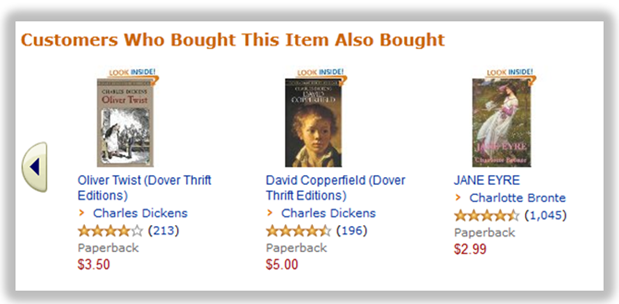 Customers Who Bought This Item Also Bought
LOOK INSIDE!
CHARLES DICKENS
Oliver Twist
Oliver Twist (Dover Thrift
Editions)
› Charles Dickens
(213)
Paperback
$3.50
LOOK INSIDE!
CHARLES DICKENS
DAVID
COPPERFIELD
David Copperfield (Dover
Thrift Editions)
› Charles Dickens
(196)
Paperback
$5.00
LOOK INSIDE!
JANE EYRE
Charlotte Bronte
JANE EYRE
› Charlotte Bronte
(1,045)
Paperback
$2.99